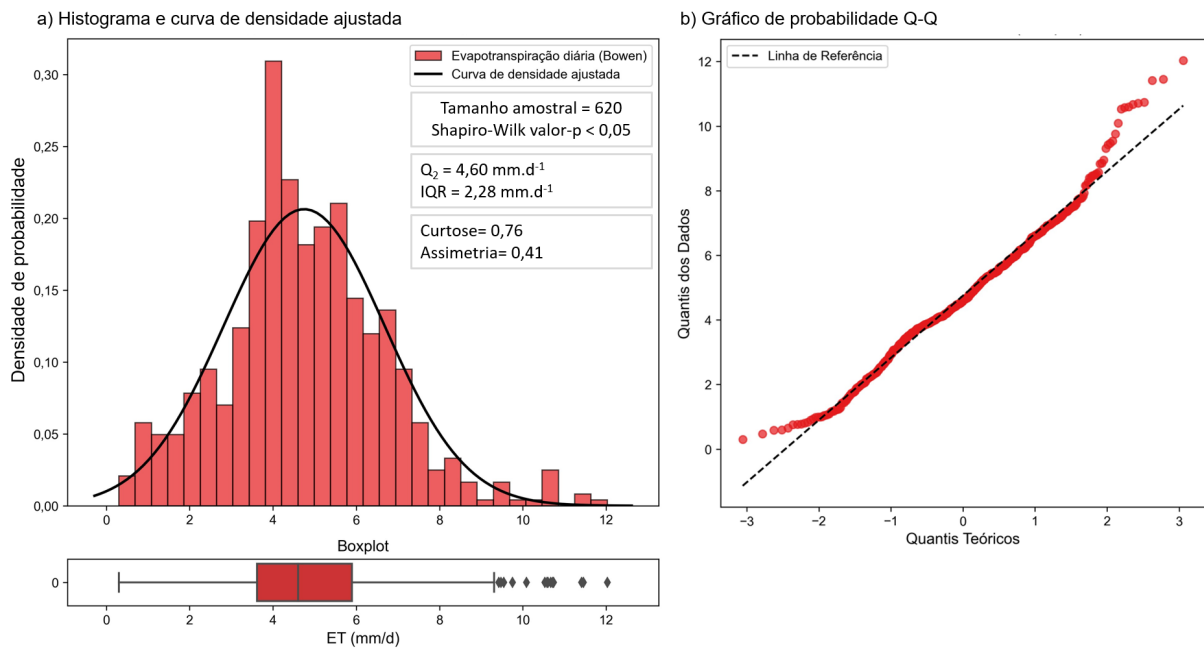 a) Histograma e curva de densidade ajustada
Densidade de probabilidade
0,30
0,25
0,20
0,15
0,10
0,05
0,00
Evapotranspiração diária (Bowen)
Curva de densidade ajustada
Tamanho amostral = 620
Shapiro-Wilk valor-p < 0,05
Q₂ = 4,60 mm.d⁻¹
IQR = 2,28 mm.d⁻¹
Curtose= 0,76
Assimetria= 0,41
0 2 4 6 8 10 12
Boxplot
0
0 2 4 6 8 10 12
ET (mm/d)
b) Gráfico de probabilidade Q-Q
Linha de Referência
Quantis dos Dados
12
10
8
6
4
2
0
−3 −2 −1 0 1 2 3
Quantis Teóricos